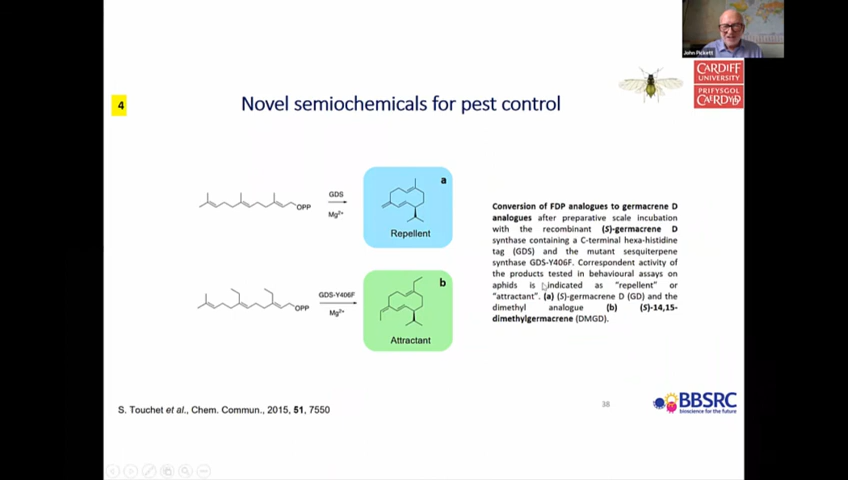 John Pickett
CARDIFF
UNIVERSITY
PRIFYSGOL
CAERDYDD
4
Novel semiochemicals for pest control
OPP
GDS
Mg²⁺
a
Repellent
OPP
GDS-Y406F
Mg²⁺
b
Attractant
Conversion of FDP analogues to germacrene D
analogues after preparative scale incubation
with the recombinant (S)-germacrene D
synthase containing a C-terminal hexa-histidine
tag (GDS) and the mutant sesquiterpene
synthase GDS-Y406F. Correspondent activity of
the products tested in behavioural assays on
aphids is indicated as “repellent” or
“attractant”. (a) (S)-germacrene D (GD) and the
dimethyl analogue (b) (S)-14,15-
dimethylgermacrene (DMGD).
S. Touchet et al., Chem. Commun., 2015, 51, 7550
38
BBSRC
bioscience for the future